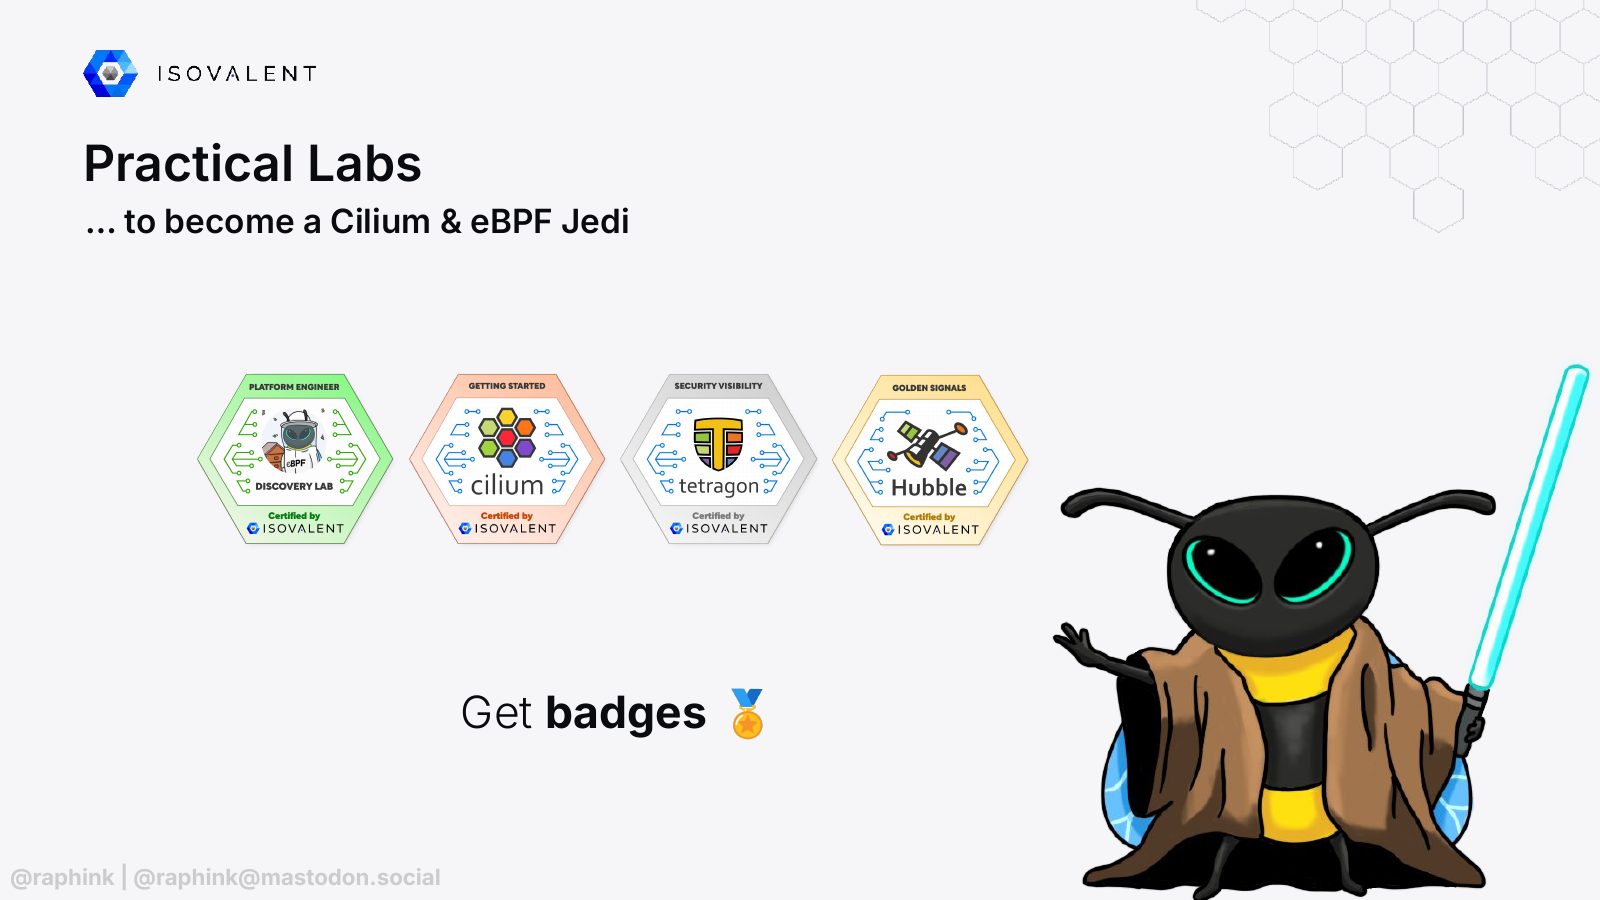 ISOVALENT
Practical Labs
... to become a Cilium & eBPF Jedi
PLATFORM ENGINEER
eBPF
DISCOVERY LAB
Certified by
ISOVALENT
GETTING STARTED
cilium
Certified by
ISOVALENT
SECURITY VISIBILITY
tetragon
Certified by
ISOVALENT
GOLDEN SIGNALS
Hubble
Certified by
ISOVALENT
Get badges 🏅
@raphink | @raphink@mastodon.social